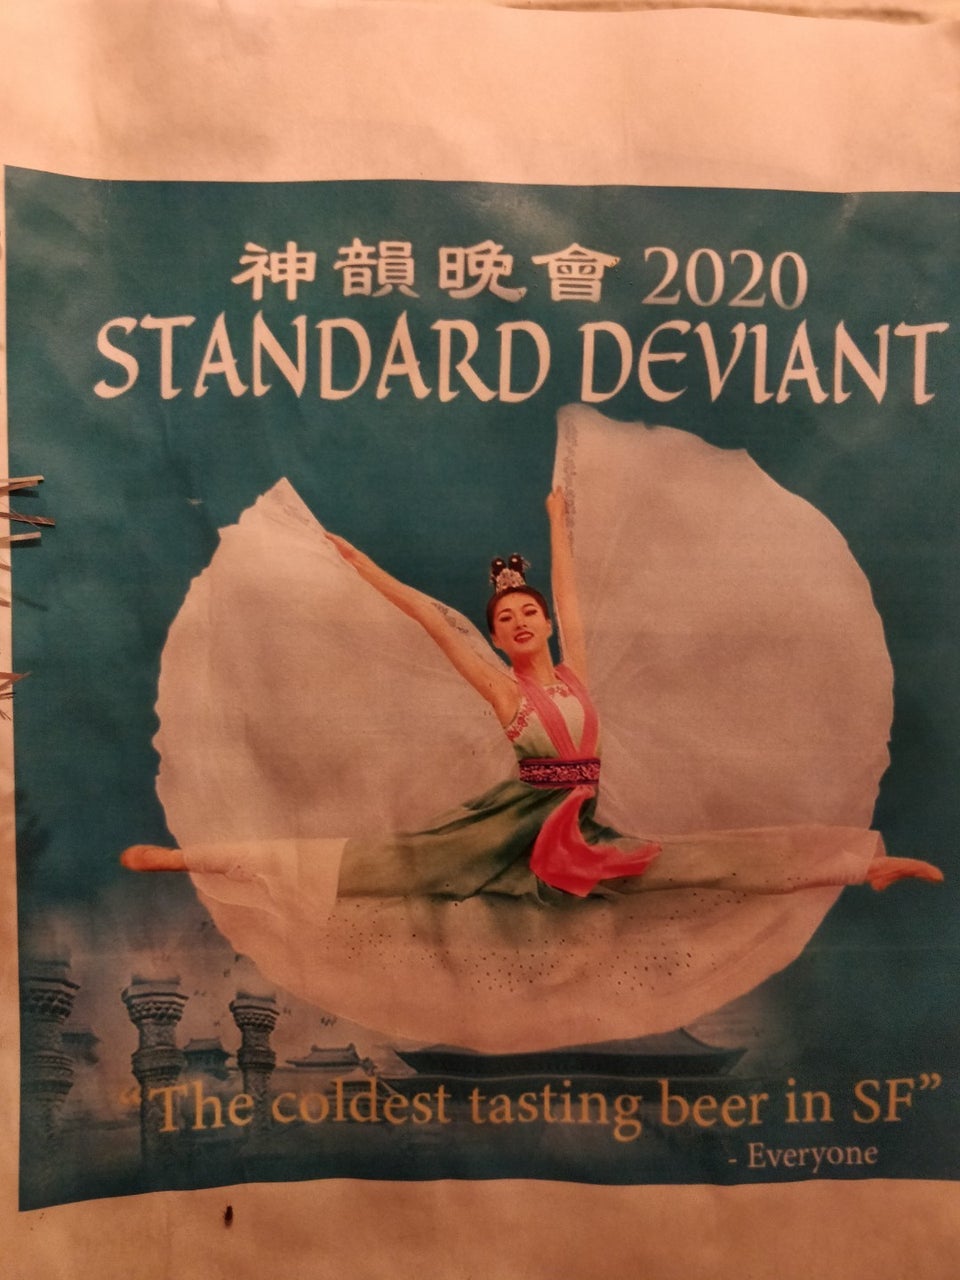 神韻晚會 2020
STANDARD DEVIANT
“The coldest tasting beer in SF”
- Everyone